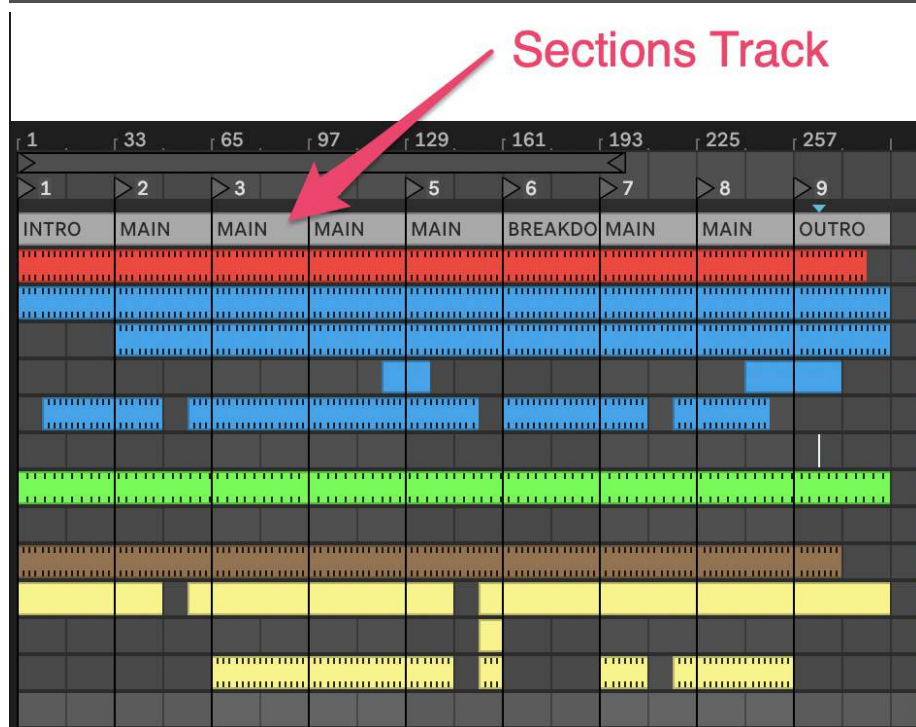 Sections Track
1 33 65 97 129 161 193 225 257
1 2 3 5 6 7 8 9
INTRO MAIN MAIN MAIN MAIN BREAKDO MAIN MAIN OUTRO